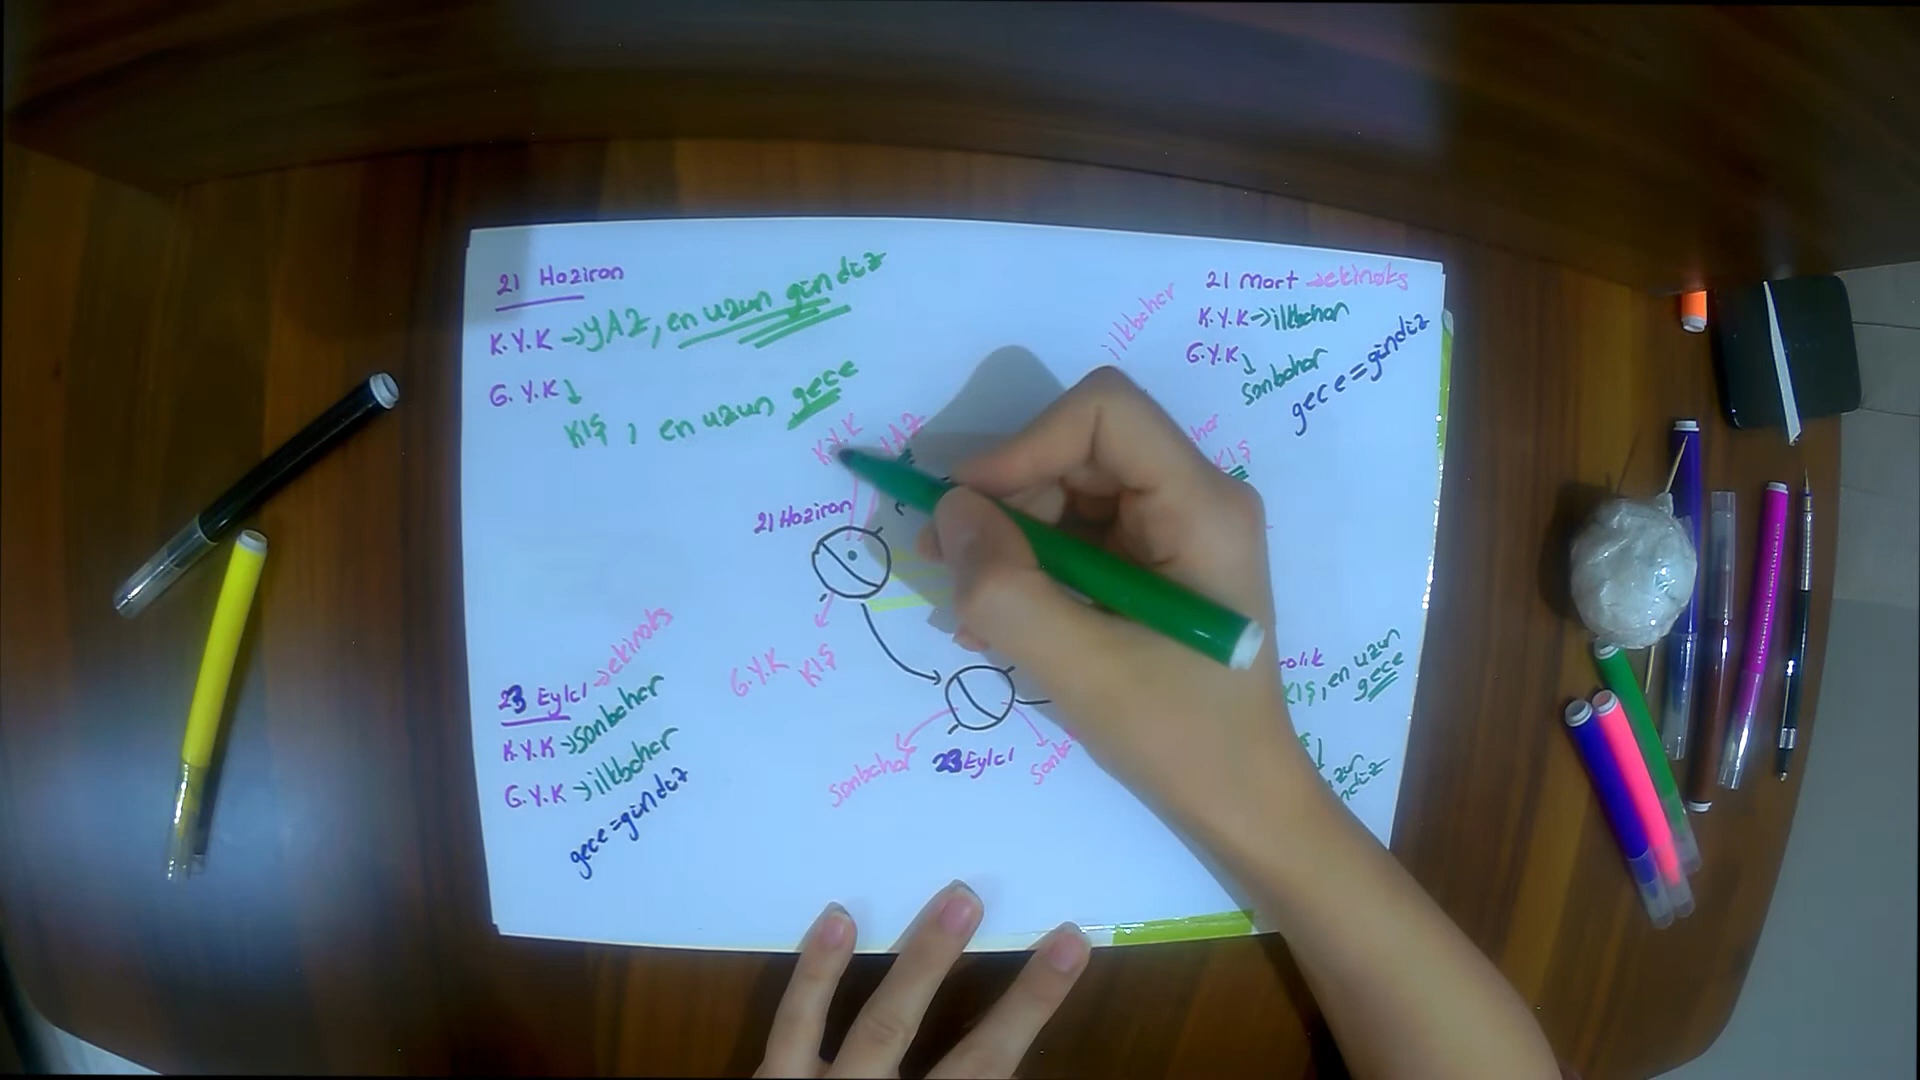 21 Haziran
K.Y.K → YAZ, en uzun gündüz
G.Y.K ↓
KIŞ, en uzun gece
21 Mart → ekinoks
K.Y.K → ilkbahar
G.Y.K ↓
sonbahar
gece = gündüz
ilkbahar
K.Y.K YAZ
KIŞ
21 Haziran
G.Y.K KIŞ
23 Eylül → ekinoks
K.Y.K → sonbahar
G.Y.K → ilkbahar
gece = gündüz
sonbahar
23 Eylül
KIŞ, en uzun
gece